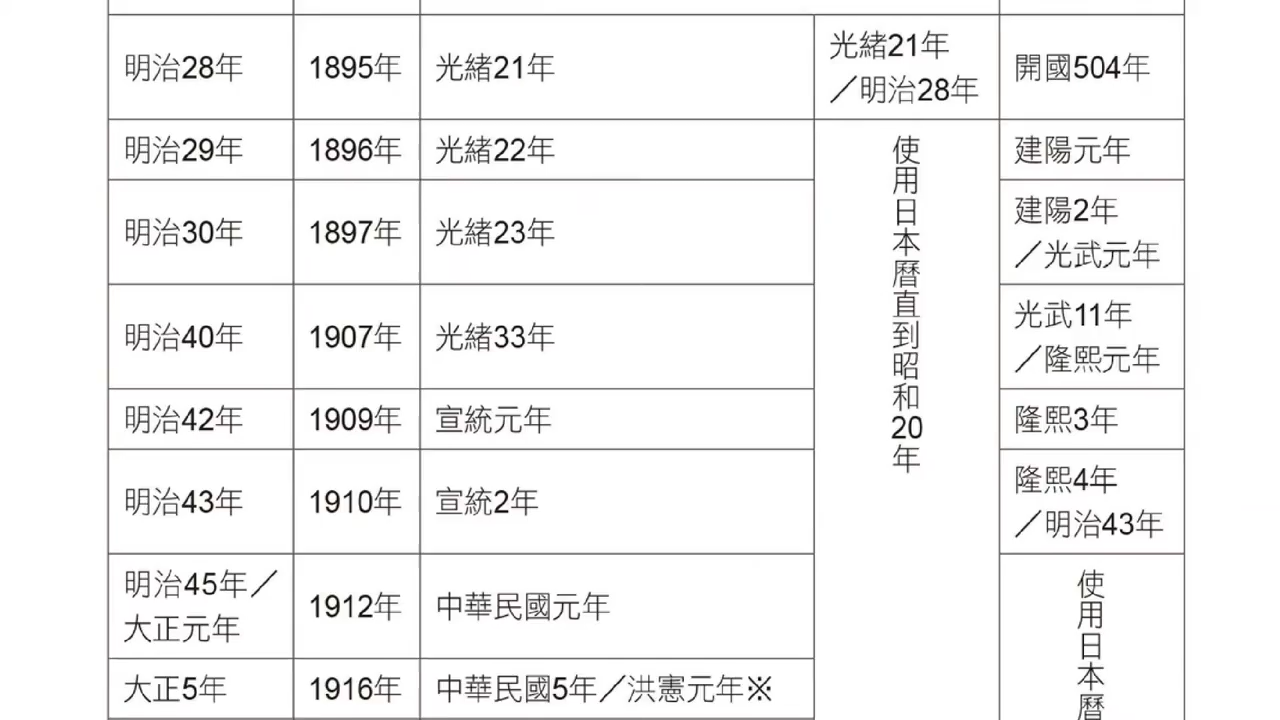 明治28年 1895年 光緒21年 光緒21年 開國504年
／明治28年
明治29年 1896年 光緒22年 使用日本曆直到昭和20年 建陽元年
明治30年 1897年 光緒23年 建陽2年
／光武元年
明治40年 1907年 光緒33年 光武11年
／隆熙元年
明治42年 1909年 宣統元年 隆熙3年
明治43年 1910年 宣統2年 隆熙4年
／明治43年
明治45年／
大正元年 1912年 中華民國元年 使用日本曆
大正5年 1916年 中華民國5年／洪憲元年※